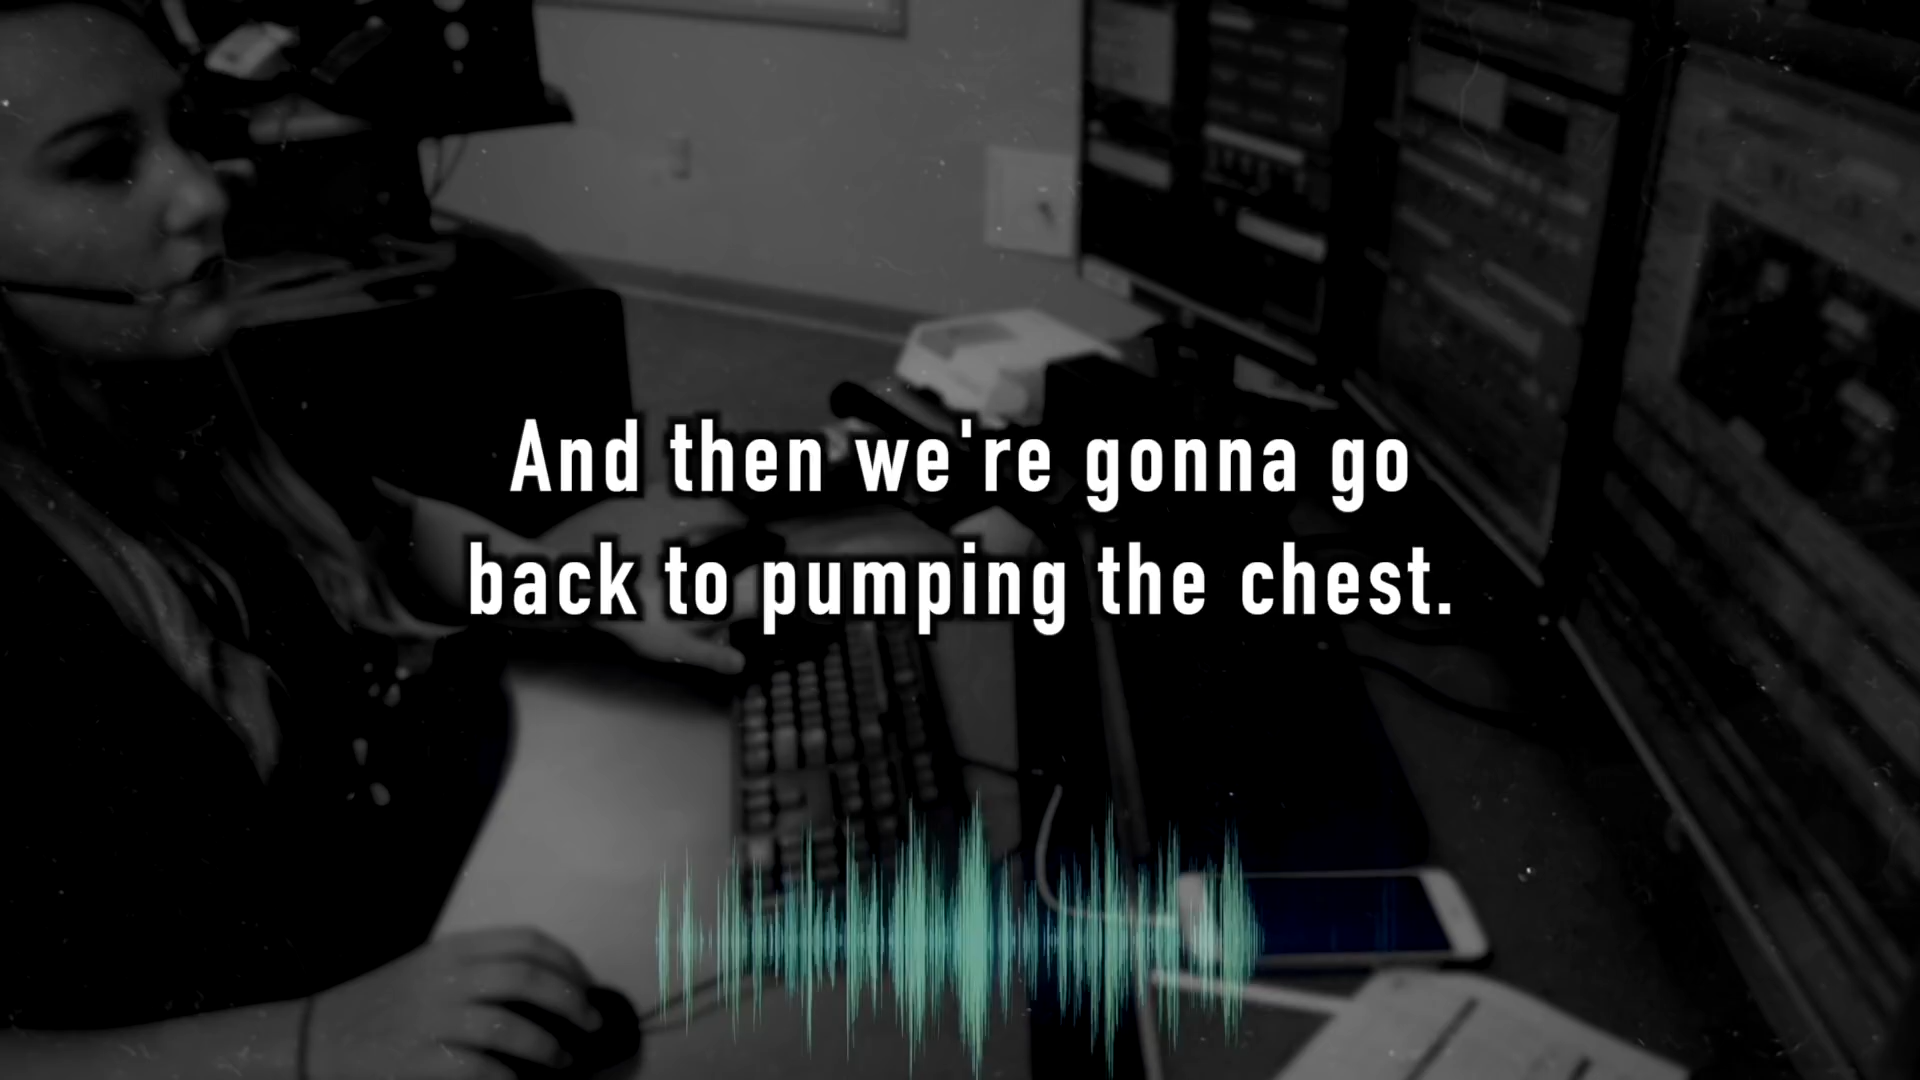 And then we're gonna go
back to pumping the chest.